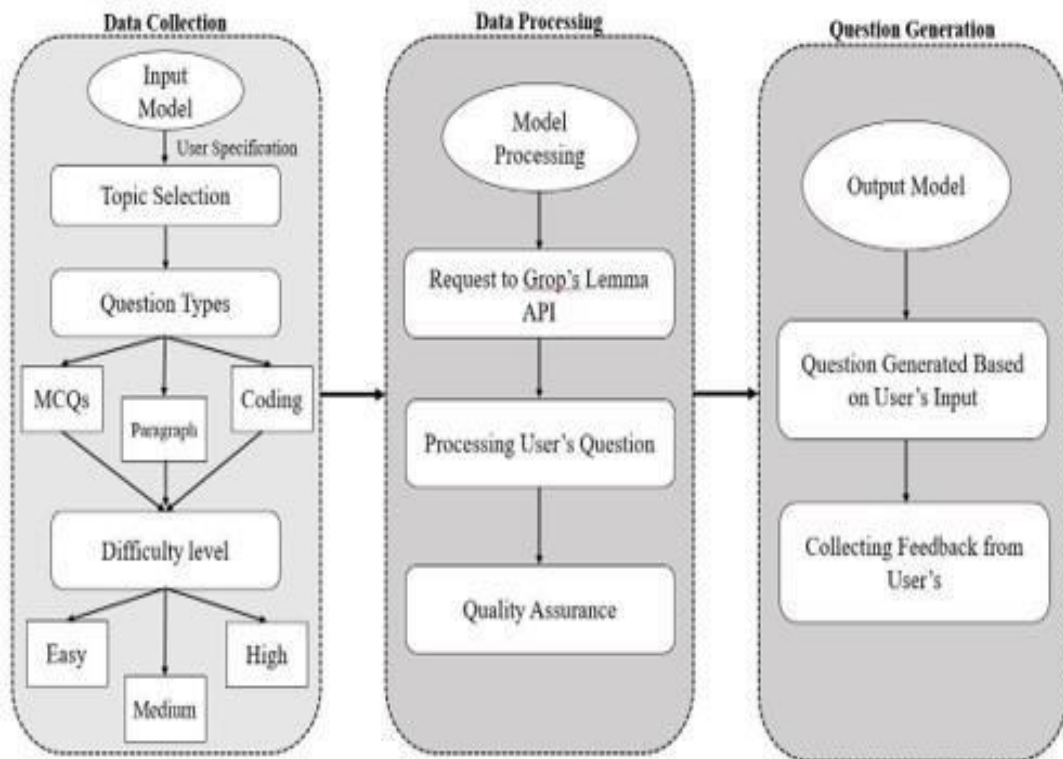 Data Collection
Input
Model
User Specification
Topic Selection
Question Types
MCQs
Paragraph
Coding
Difficulty level
Easy
Medium
High
Data Processing
Model
Processing
Request to Grop's Lemma
API
Processing User's Question
Quality Assurance
Question Generation
Output Model
Question Generated Based
on User's Input
Collecting Feedback from
User's